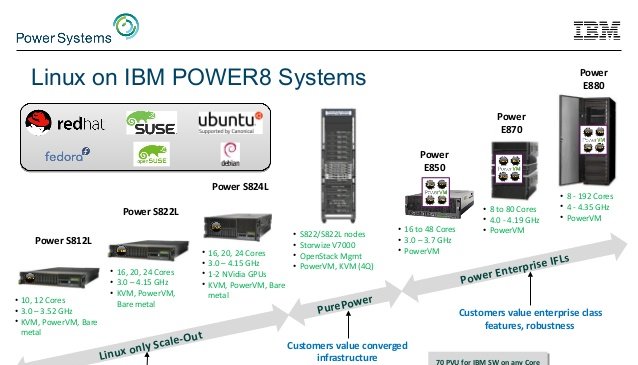 Power Systems
IBM
Linux on IBM POWER8 Systems
redhat
SUSE
ubuntu
Supported by Canonical
fedora
openSUSE
debian
Power S812L
• 10, 12 Cores
• 3.0 – 3.52 GHz
• KVM, PowerVM, Bare
metal
Power S822L
• 16, 20, 24 Cores
• 3.0 – 4.15 GHz
• KVM, PowerVM,
Bare metal
Power S824L
• 16, 20, 24 Cores
• 3.0 – 4.15 GHz
• 1-2 NVidia GPUs
• KVM, PowerVM, Bare
metal
• S822/S822L nodes
• Storwize V7000
• OpenStack Mgmt
• PowerVM, KVM (4Q)
Power
E850
PowerVM
• 16 to 48 Cores
• 3.0 – 3.7 GHz
• PowerVM
Power
E870
PowerVM
• 8 to 80 Cores
• 4.0 - 4.19 GHz
• PowerVM
Power
E880
PowerVM
• 8 - 192 Cores
• 4 - 4.35 GHz
• PowerVM
Linux only Scale-Out
PurePower
Power Enterprise IFLs
Customers value converged
infrastructure
Customers value enterprise class
features, robustness
70 PVU for IBM SW on any Core